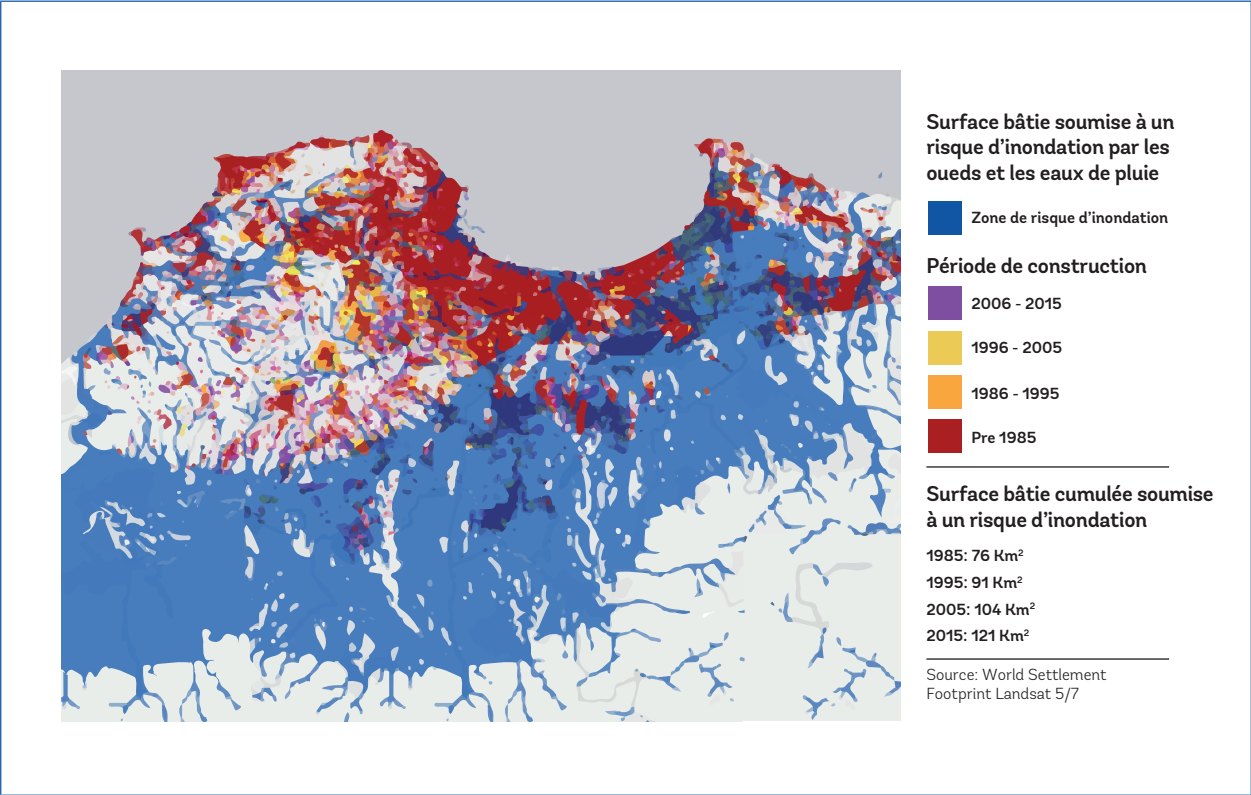 Surface bâtie soumise à un
risque d’inondation par les
oueds et les eaux de pluie
Zone de risque d’inondation
Période de construction
2006 - 2015
1996 - 2005
1986 - 1995
Pre 1985
Surface bâtie cumulée soumise
à un risque d’inondation
1985: 76 Km²
1995: 91 Km²
2005: 104 Km²
2015: 121 Km²
Source: World Settlement
Footprint Landsat 5/7